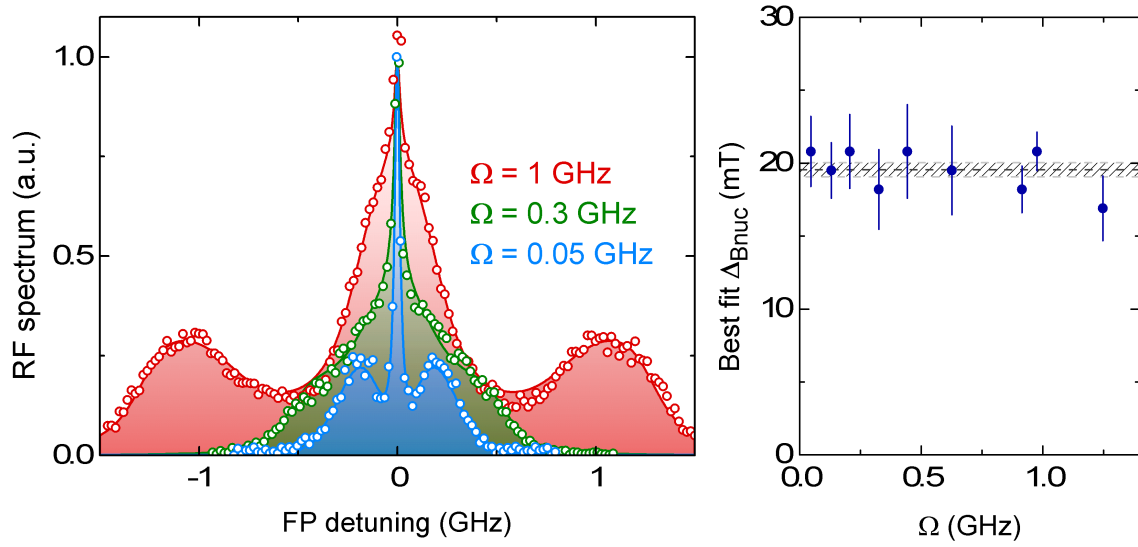 RF spectrum (a.u.)
1.0
0.5
0.0
Ω = 1 GHz
Ω = 0.3 GHz
Ω = 0.05 GHz
-1
0
1
FP detuning (GHz)
Best fit Δ_Bnuc (mT)
30
20
10
0
0.0
0.5
1.0
Ω (GHz)